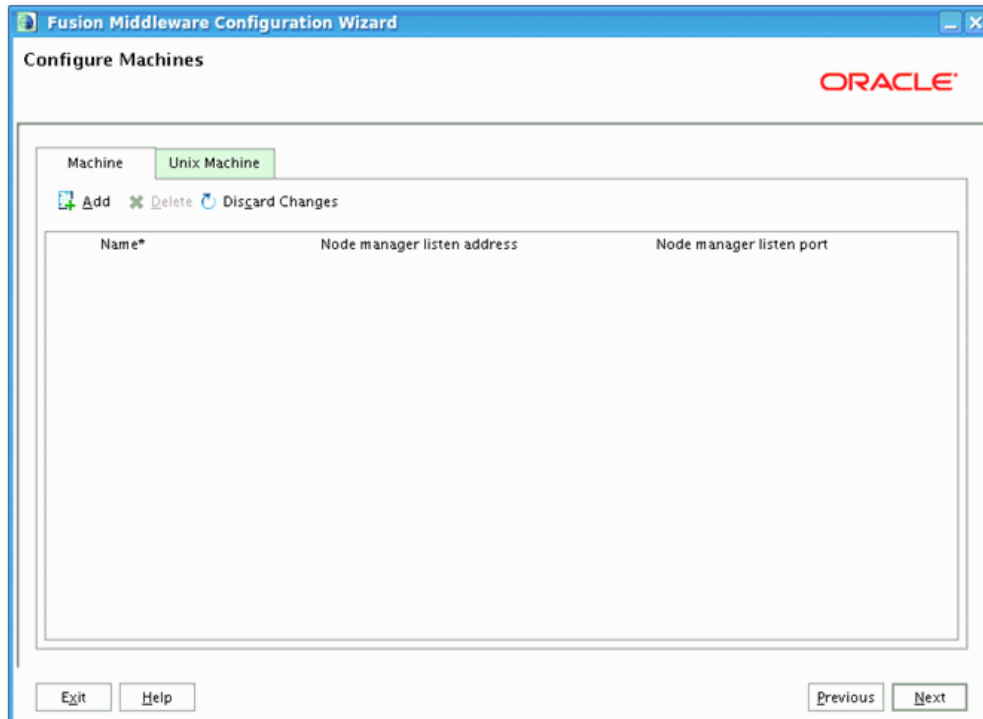 Fusion Middleware Configuration Wizard
Configure Machines
ORACLE
Machine Unix Machine
Add Delete Discard Changes
Name* Node manager listen address Node manager listen port
Exit Help Previous Next